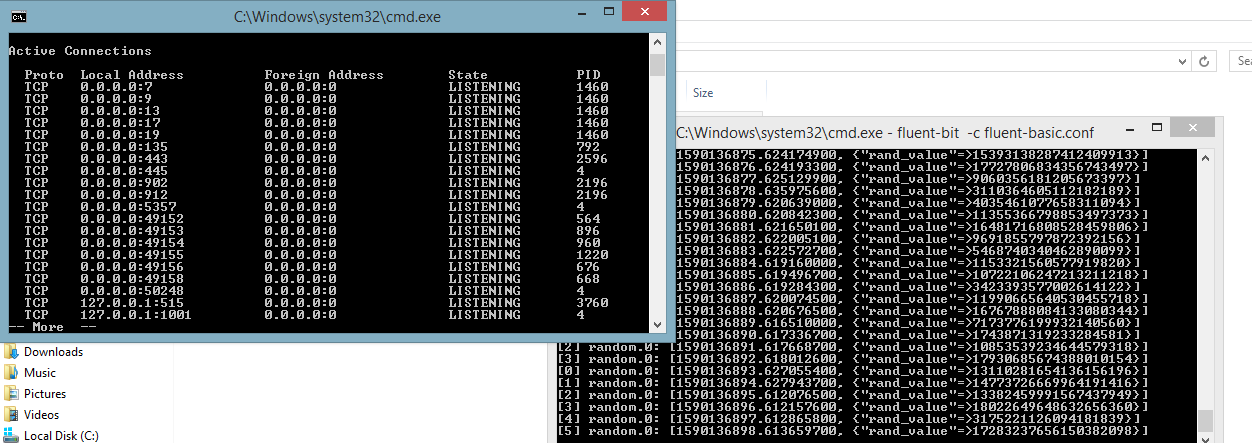 C:\Windows\system32\cmd.exe
Active Connections
Proto Local Address Foreign Address State PID
TCP 0.0.0.0:7 0.0.0.0:0 LISTENING 1460
TCP 0.0.0.0:9 0.0.0.0:0 LISTENING 1460
TCP 0.0.0.0:13 0.0.0.0:0 LISTENING 1460
TCP 0.0.0.0:17 0.0.0.0:0 LISTENING 1460
TCP 0.0.0.0:19 0.0.0.0:0 LISTENING 1460
TCP 0.0.0.0:135 0.0.0.0:0 LISTENING 792
TCP 0.0.0.0:443 0.0.0.0:0 LISTENING 2596
TCP 0.0.0.0:445 0.0.0.0:0 LISTENING 4
TCP 0.0.0.0:902 0.0.0.0:0 LISTENING 2196
TCP 0.0.0.0:912 0.0.0.0:0 LISTENING 2196
TCP 0.0.0.0:5357 0.0.0.0:0 LISTENING 4
TCP 0.0.0.0:49152 0.0.0.0:0 LISTENING 564
TCP 0.0.0.0:49153 0.0.0.0:0 LISTENING 896
TCP 0.0.0.0:49154 0.0.0.0:0 LISTENING 960
TCP 0.0.0.0:49155 0.0.0.0:0 LISTENING 1220
TCP 0.0.0.0:49156 0.0.0.0:0 LISTENING 676
TCP 0.0.0.0:49158 0.0.0.0:0 LISTENING 668
TCP 0.0.0.0:50248 0.0.0.0:0 LISTENING 4
TCP 127.0.0.1:515 0.0.0.0:0 LISTENING 3760
TCP 127.0.0.1:1001 0.0.0.0:0 LISTENING 4
-- More --
Sea
Size
C:\Windows\system32\cmd.exe - fluent-bit -c fluent-basic.conf
1590136875.624174900, {"rand_value"=>15393138287412409913}]
1590136876.624193300, {"rand_value"=>17727806834356743497}]
1590136877.625129900, {"rand_value"=>9060356181205673397}]
1590136878.635975600, {"rand_value"=>3110364605112182189}]
1590136879.620639000, {"rand_value"=>4035461077658311094}]
1590136880.620842300, {"rand_value"=>11355366798853497373}]
1590136881.621650100, {"rand_value"=>16481716808528459806}]
1590136882.622005100, {"rand_value"=>9691855797872392156}]
1590136883.622572700, {"rand_value"=>5468740340462890099}]
1590136884.619160000, {"rand_value"=>1153321560577919820}]
1590136885.619496700, {"rand_value"=>10722106247213211218}]
1590136886.619284300, {"rand_value"=>3423393577002614122}]
1590136887.620074500, {"rand_value"=>11990665640530455718}]
1590136888.620676500, {"rand_value"=>16767888084133080344}]
1590136889.616510000, {"rand_value"=>7173776199932140560}]
1590136890.617336700, {"rand_value"=>1743871319233284581}]
[2] random.0: [1590136891.617668700, {"rand_value"=>10853539234644579318}]
[3] random.0: [1590136892.618012600, {"rand_value"=>17930685674388010154}]
[0] random.0: [1590136893.627055400, {"rand_value"=>13110281654136156196}]
[1] random.0: [1590136894.627943700, {"rand_value"=>14773726669964191416}]
[2] random.0: [1590136895.612076500, {"rand_value"=>13382459991567437949}]
[3] random.0: [1590136896.612157600, {"rand_value"=>18022649648632656360}]
[4] random.0: [1590136897.612865800, {"rand_value"=>3175221126094181839}]
[5] random.0: [1590136898.613659700, {"rand_value"=>17283237656150382098}]
Downloads
Music
Pictures
Videos
Local Disk (C:)